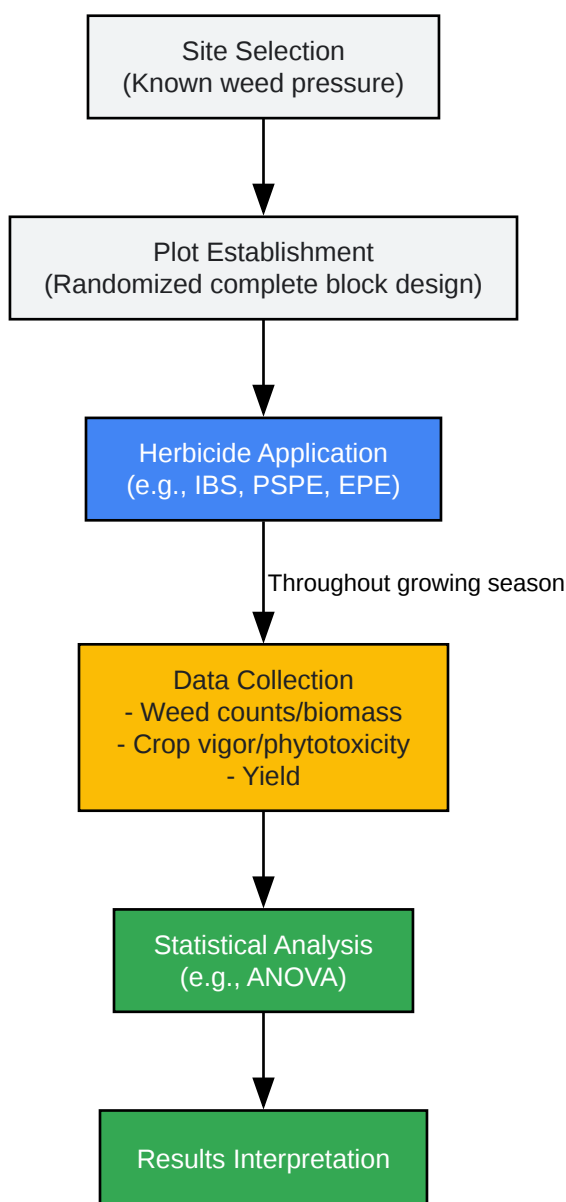 Site Selection
(Known weed pressure)
Plot Establishment
(Randomized complete block design)
Herbicide Application
(e.g., IBS, PSPE, EPE)
Throughout growing season
Data Collection
- Weed counts/biomass
- Crop vigor/phytotoxicity
- Yield
Statistical Analysis
(e.g., ANOVA)
Results Interpretation